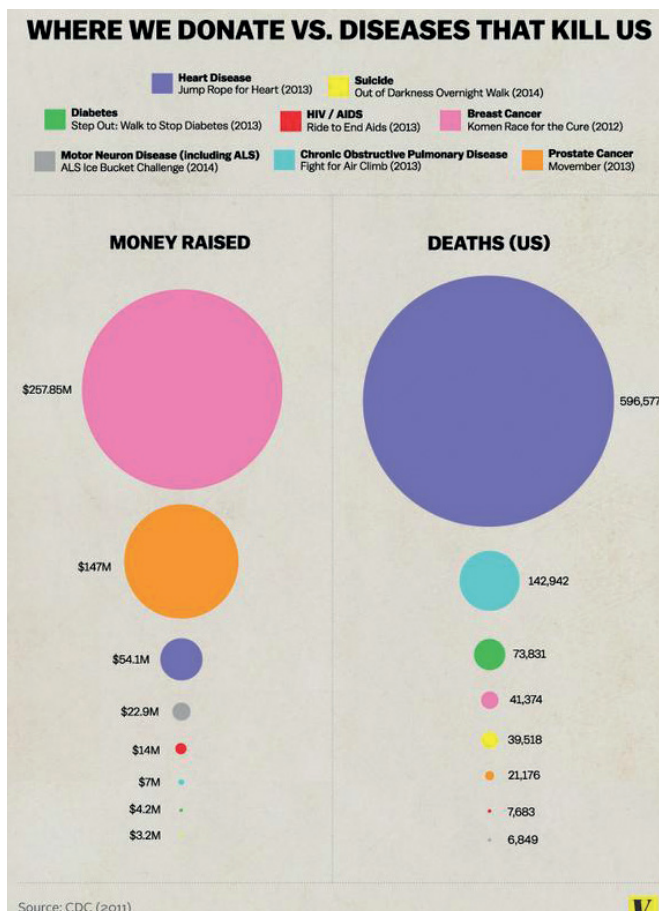 WHERE WE DONATE VS. DISEASES THAT KILL US
Heart Disease
Jump Rope for Heart (2013)
Suicide
Out of Darkness Overnight Walk (2014)
Diabetes
Step Out: Walk to Stop Diabetes (2013)
HIV / AIDS
Ride to End Aids (2013)
Breast Cancer
Komen Race for the Cure (2012)
Motor Neuron Disease (including ALS)
ALS Ice Bucket Challenge (2014)
Chronic Obstructive Pulmonary Disease
Fight for Air Climb (2013)
Prostate Cancer
Movember (2013)
MONEY RAISED
$257.85M
$147M
$54.1M
$22.9M
$14M
$7M
$4.2M
$3.2M
DEATHS (US)
596,577
142,942
73,831
41,374
39,518
21,176
7,683
6,849
Source: CDC (2011)
V